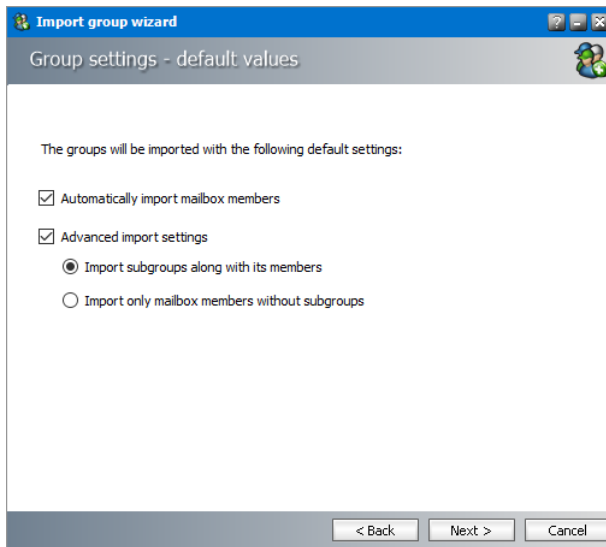 Import group wizard
Group settings - default values
The groups will be imported with the following default settings:
Automatically import mailbox members
Advanced import settings
Import subgroups along with its members
Import only mailbox members without subgroups
< Back Next > Cancel